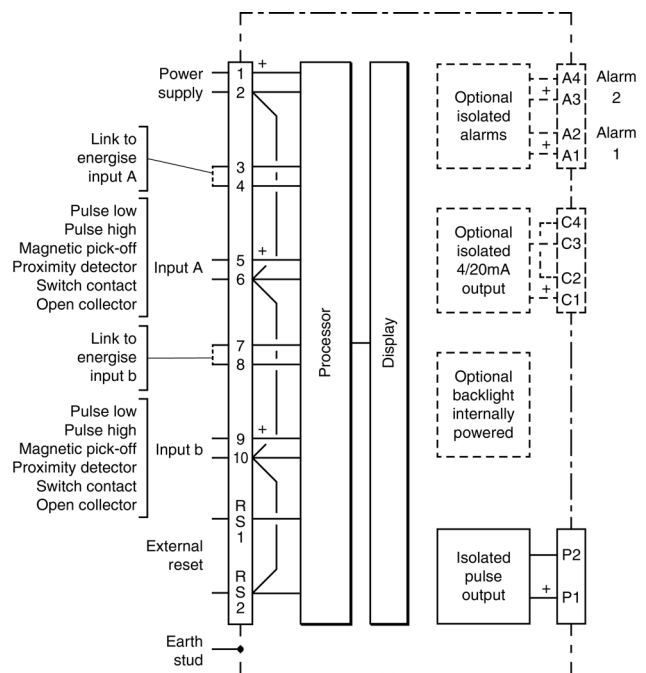 Power
supply
1
+
2
Link to
energise
input A
3
4
Pulse low
Pulse high
Magnetic pick-off
Proximity detector
Switch contact
Open collector
Input A
5
+
6
Link to
energise
input b
7
8
Pulse low
Pulse high
Magnetic pick-off
Proximity detector
Switch contact
Open collector
Input b
9
+
10
External
reset
R
S
1
R
S
2
Earth
stud
Processor
Display
Optional
isolated
alarms
+
+
A4
A3
A2
A1
Alarm
2
Alarm
1
Optional
isolated
4/20mA
output
+
C4
C3
C2
C1
Optional
backlight
internally
powered
Isolated
pulse
output
+
P2
P1